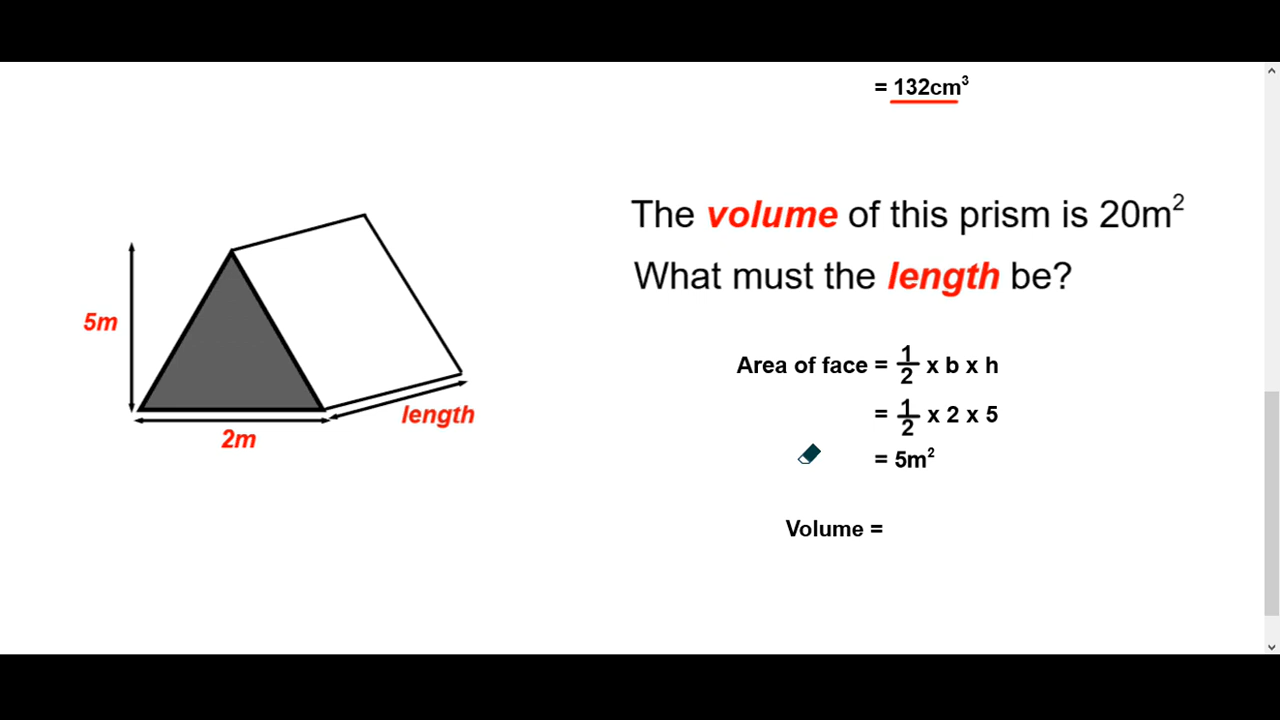 = 132cm³
The volume of this prism is 20m²
What must the length be?
5m
2m
length
Area of face = 1/2 x b x h
= 1/2 x 2 x 5
= 5m²
Volume =